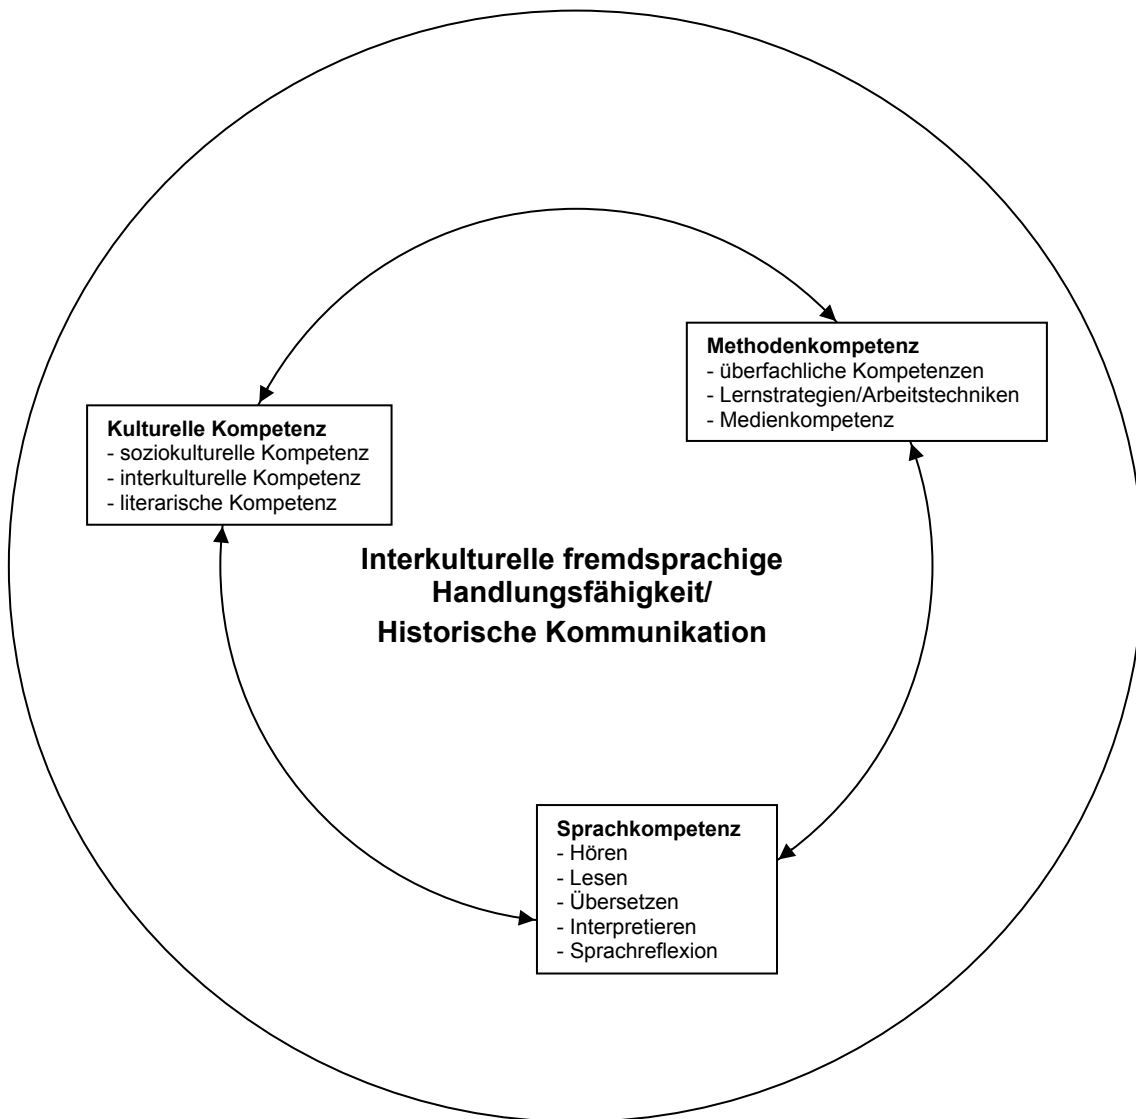 Methodenkompetenz
- überfachliche Kompetenzen
- Lernstrategien/Arbeitstechniken
- Medienkompetenz
Kulturelle Kompetenz
- soziokulturelle Kompetenz
- interkulturelle Kompetenz
- literarische Kompetenz
Interkulturelle fremdsprachige
Handlungsfähigkeit/
Historische Kommunikation
Sprachkompetenz
- Hören
- Lesen
- Übersetzen
- Interpretieren
- Sprachreflexion